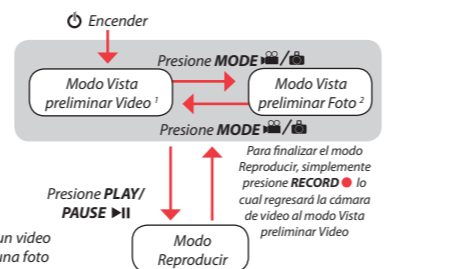 Encender
Presione MODE /
Modo Vista
preliminar Video 1
Modo Vista
preliminar Foto 2
Presione MODE /
Para finalizar el modo
Reproducir, simplemente
presione RECORD lo
cual regresará la cámara
de video al modo Vista
preliminar Video
Presione PLAY/
PAUSE
un video
una foto
Modo
Reproducir